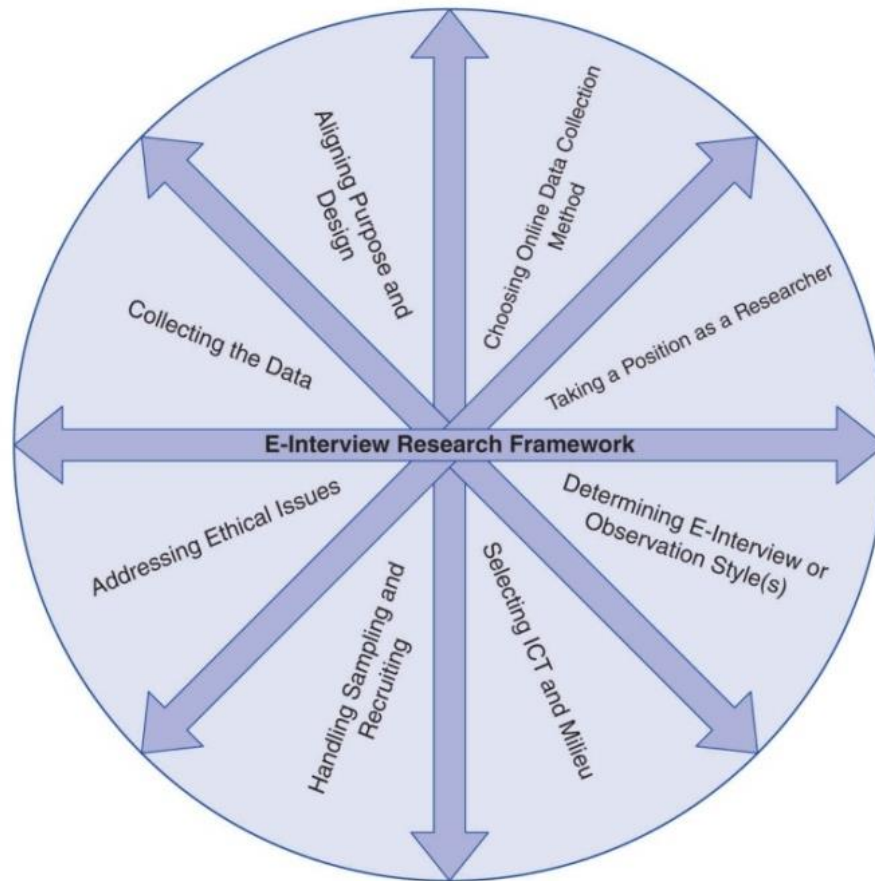 Aligning Purpose and
Design
Choosing Online Data Collection
Method
Taking a Position as a Researcher
Determining E-Interview or
Observation Style(s)
Selecting ICT and Milieu
Handling Sampling and
Recruiting
Addressing Ethical Issues
Collecting the Data
E-Interview Research Framework